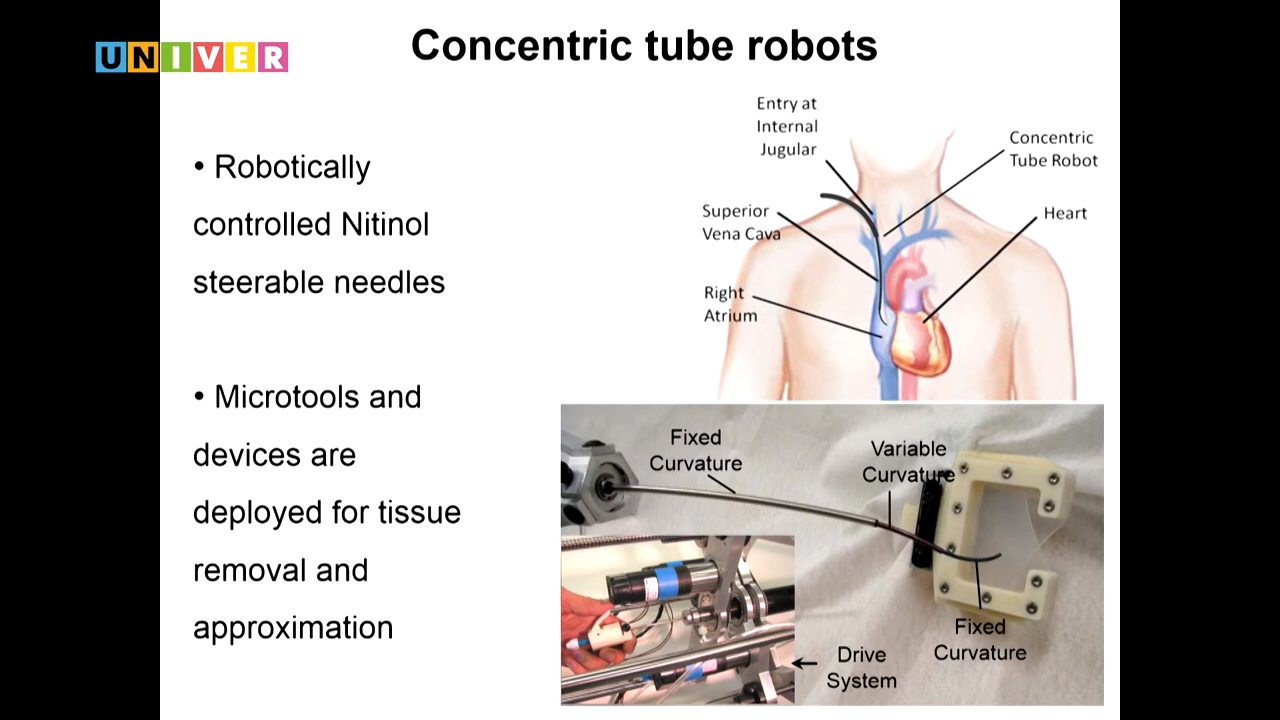 UNIVER
Concentric tube robots
• Robotically
controlled Nitinol
steerable needles
• Microtools and
devices are
deployed for tissue
removal and
approximation
Entry at
Internal
Jugular
Concentric
Tube Robot
Superior
Vena Cava
Heart
Right
Atrium
Fixed
Curvature
Variable
Curvature
Fixed
Curvature
Drive
System